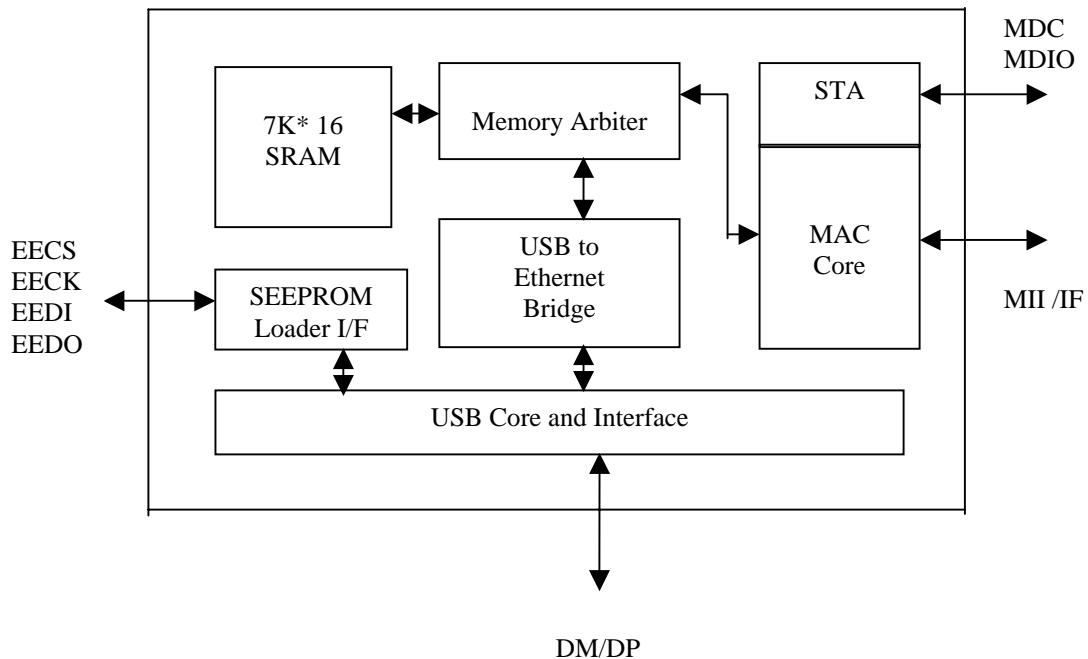 MDC
MDIO
STA
7K* 16
SRAM
Memory Arbiter
MAC
Core
USB to
Ethernet
Bridge
EECS
EECK
EEDI
EEDO
SEEPROM
Loader I/F
MII /IF
USB Core and Interface
DM/DP